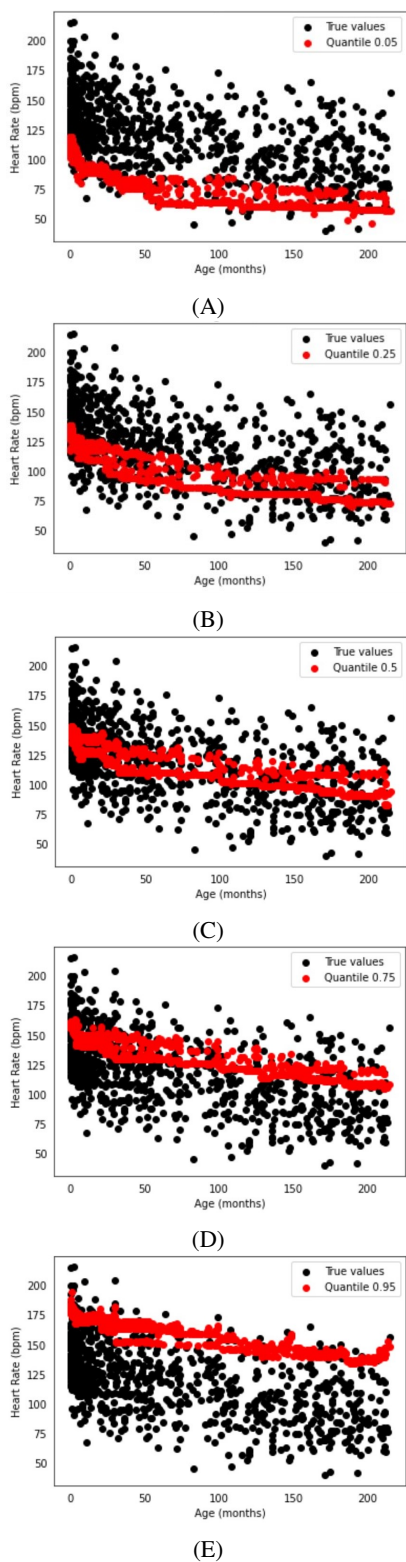 True values
Quantile 0.05
Heart Rate (bpm)
225
200
175
150
125
100
75
50
0 50 100 150 200
Age (months)
(A)
True values
Quantile 0.25
Heart Rate (bpm)
200
175
150
125
100
75
50
0 50 100 150 200
Age (months)
(B)
True values
Quantile 0.5
Heart Rate (bpm)
200
175
150
125
100
75
50
0 50 100 150 200
Age (months)
(C)
True values
Quantile 0.75
Heart Rate (bpm)
200
175
150
125
100
75
50
0 50 100 150 200
Age (months)
(D)
True values
Quantile 0.95
Heart Rate (bpm)
225
200
175
150
125
100
75
50
0 50 100 150 200
Age (months)
(E)